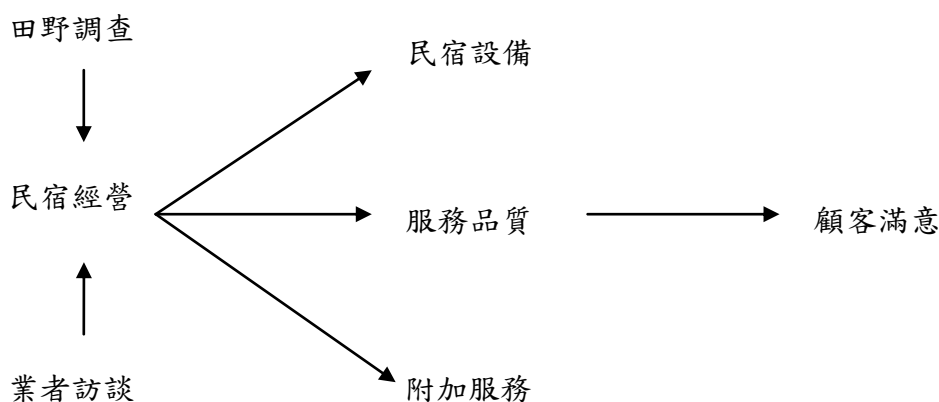 田野調查
民宿設備
民宿經營
服務品質
顧客滿意
業者訪談
附加服務